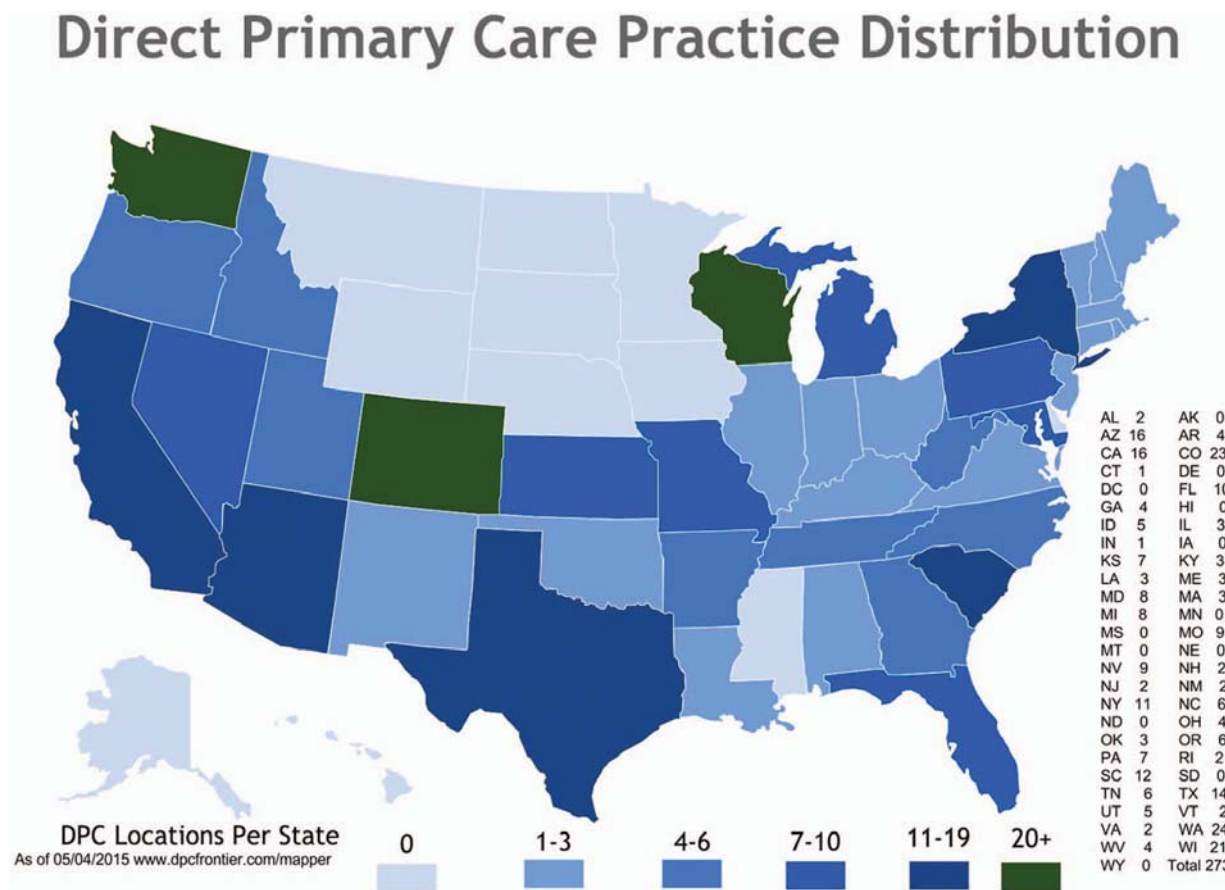 Direct Primary Care Practice Distribution
AL 2 AK 0
AZ 16 AR 4
CA 16 CO 23
CT 1 DE 0
DC 0 FL 10
GA 4 HI 0
ID 5 IL 3
IN 1 IA 0
KS 7 KY 3
LA 3 ME 3
MD 8 MA 3
MI 8 MN 0
MS 0 MO 9
MT 0 NE 0
NV 9 NH 2
NJ 2 NM 2
NY 11 NC 6
ND 0 OH 4
OK 3 OR 6
PA 7 RI 2
SC 12 SD 0
TN 6 TX 14
UT 5 VT 2
VA 2 WA 24
WV 4 WI 21
WY 0 Total 273
DPC Locations Per State
As of 05/04/2015 www.dpcfrontier.com/mapper
0 1-3 4-6 7-10 11-19 20+